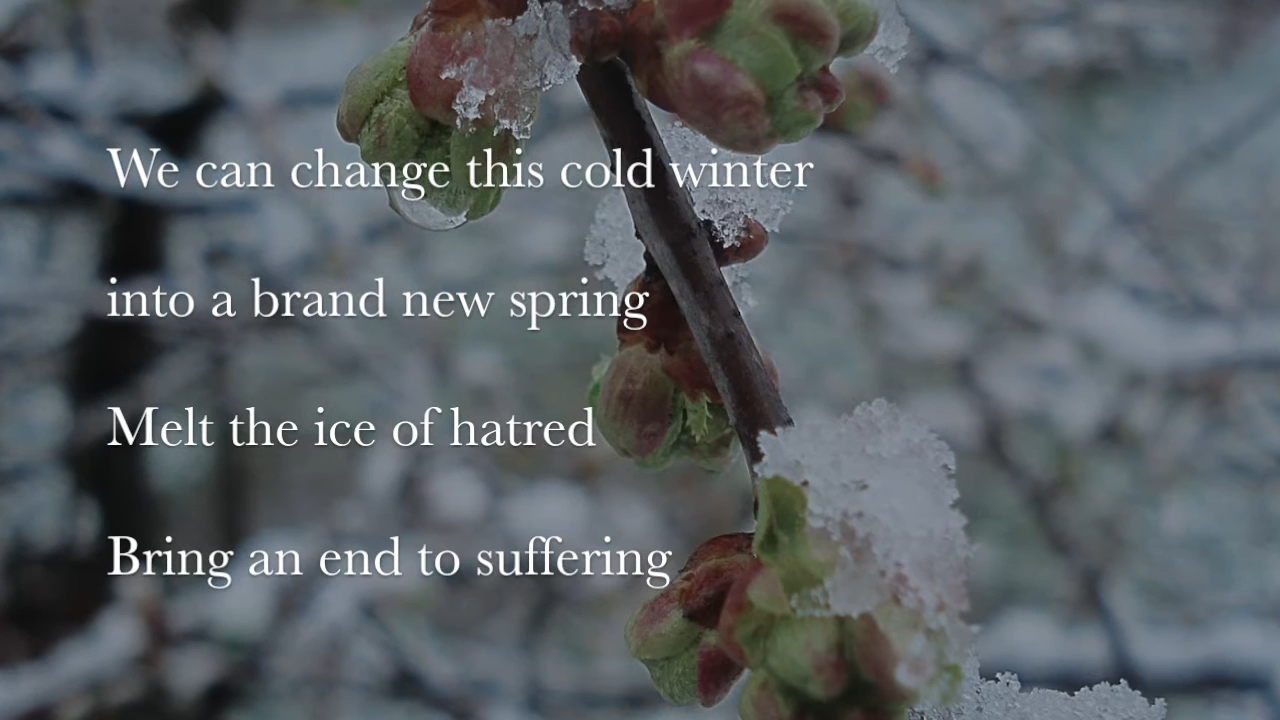 We can change this cold winter
into a brand new spring
Melt the ice of hatred
Bring an end to suffering